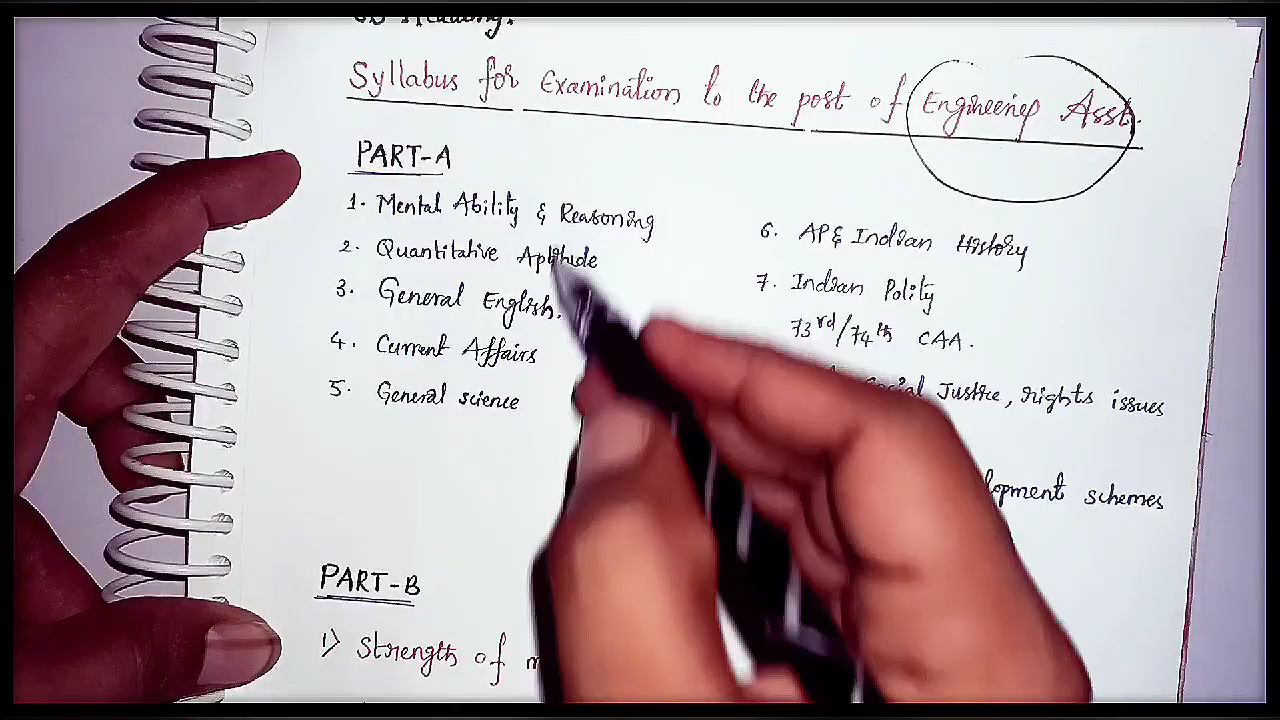 Syllabus for Examination to the post of Engineering Asst.
PART-A
1. Mental Ability & Reasoning
2. Quantitative Aptitude
3. General English.
4. Current Affairs
5. General science
6. AP & Indian History
7. Indian Polity
73rd/74th CAA.
Social Justice, rights issues
schemes
PART-B
1) Strength of